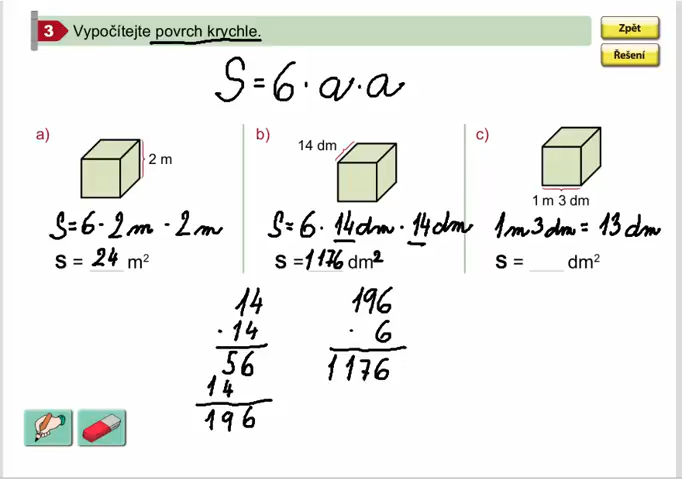 3 Vypočítejte povrch krychle.
Zpět
Řešení
S = 6 · a · a
a)
2 m
S = 6 · 2 m · 2 m
S = 24 m²
b)
14 dm
S = 6 · 14 dm · 14 dm
S = 1176 dm²
c)
1 m 3 dm
1 m 3 dm = 13 dm
S = ____ dm²
14
· 14
56
14
196
196
· 6
1176